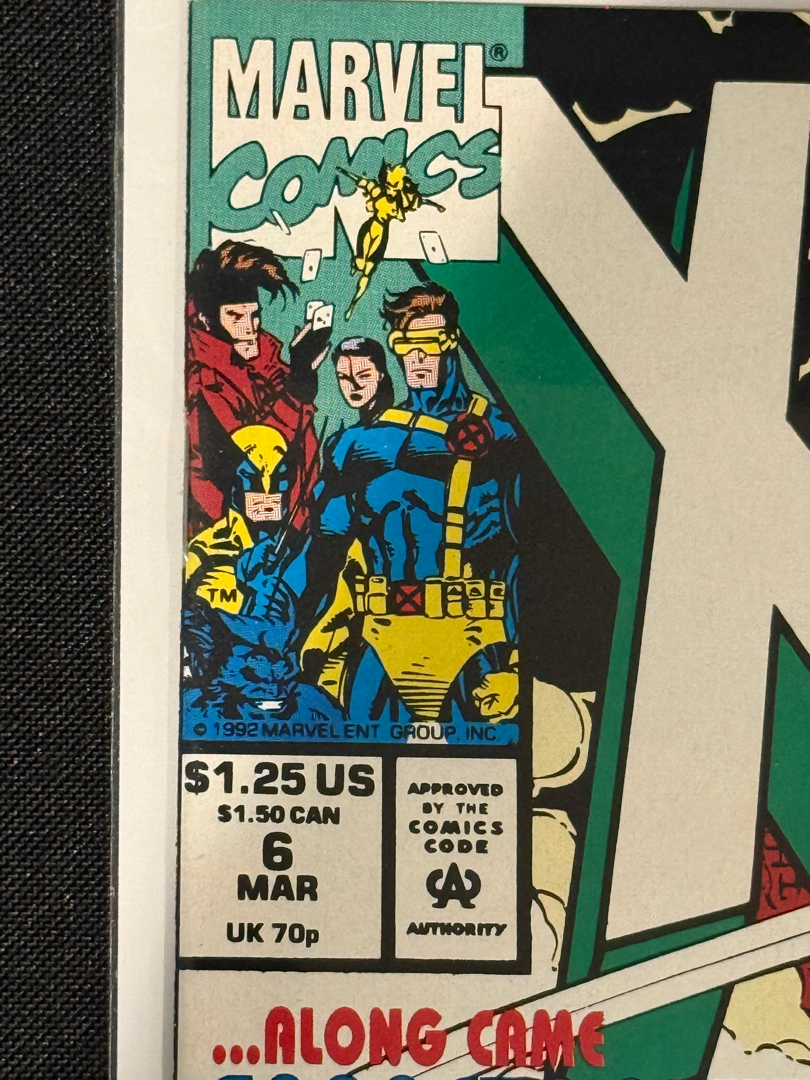 MARVEL®
COMICS
TM
© 1992 MARVEL ENT. GROUP, INC.
$1.25 US
$1.50 CAN
6
MAR
UK 70p
APPROVED
BY THE
COMICS
CODE
CA
AUTHORITY
X
...ALONG CAME